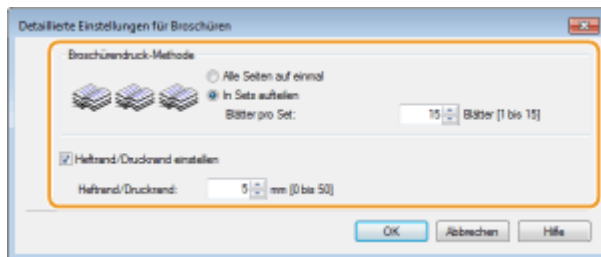 Detaillierte Einstellungen für Broschüren
Broschürendruck-Methode
Alle Seiten auf einmal
In Sets aufteilen
Blätter pro Set: 15 Blätter [1 bis 15]
Heftrand/Druckrand einstellen
Heftrand/Druckrand: 5 mm [0 bis 50]
OK Abbrechen Hilfe